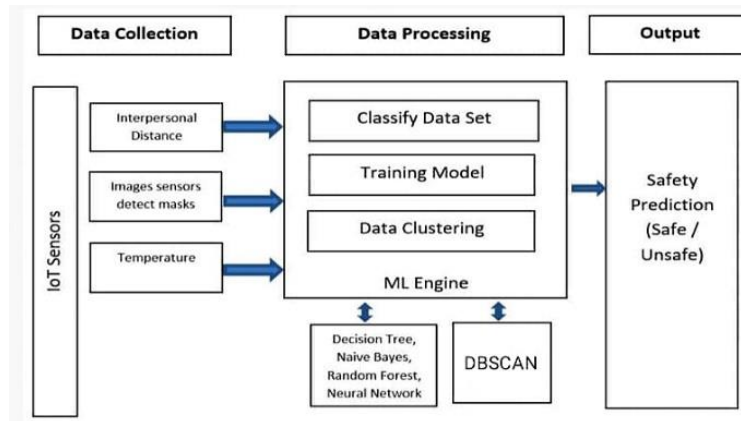 Data Collection
Data Processing
Output
IoT Sensors
Interpersonal
Distance
Images sensors
detect masks
Temperature
Classify Data Set
Training Model
Data Clustering
ML Engine
Decision Tree,
Naive Bayes,
Random Forest,
Neural Network
DBSCAN
Safety
Prediction
(Safe /
Unsafe)